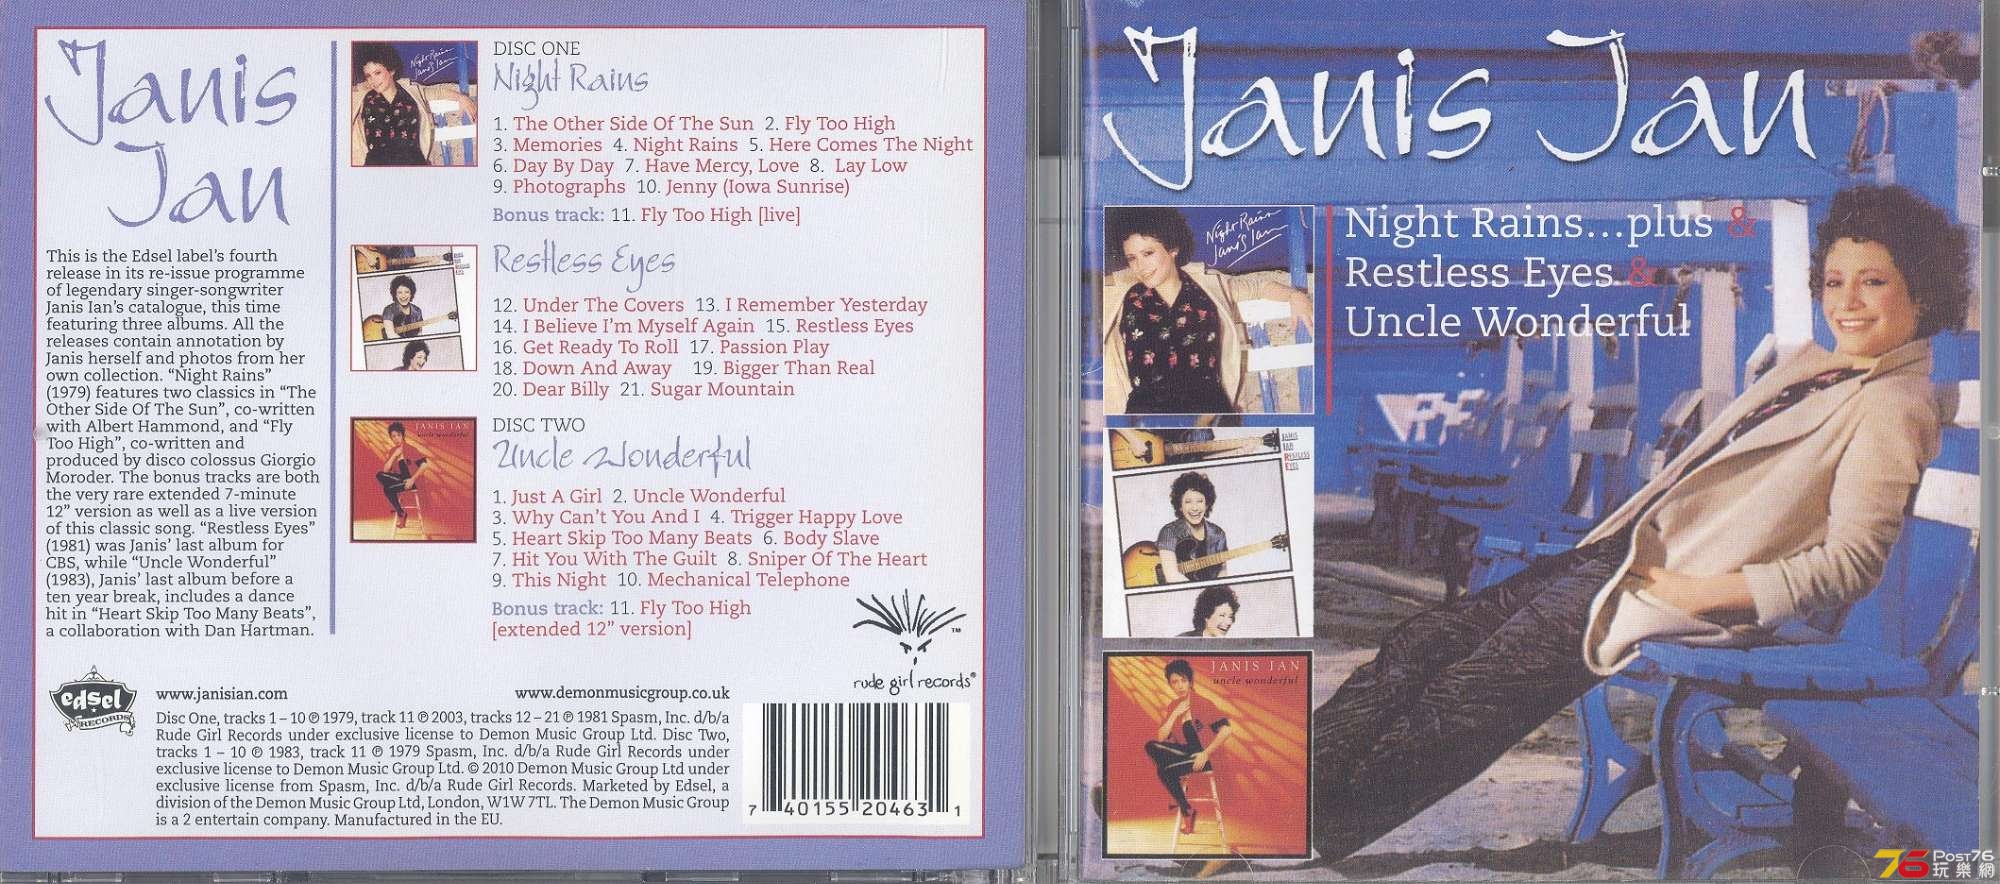 Janis
Ian
This is the Edsel label's fourth
release in its re-issue programme
of legendary singer-songwriter
Janis Ian's catalogue, this time
featuring three albums. All the
releases contain annotation by
Janis herself and photos from her
own collection. "Night Rains"
(1979) features two classics in "The
Other Side Of The Sun", co-written
with Albert Hammond, and "Fly
Too High", co-written and
produced by disco colossus Giorgio
Moroder. The bonus tracks are both
the very rare extended 7-minute
12" version as well as a live version
of this classic song. "Restless Eyes"
(1981) was Janis' last album for
CBS, while "Uncle Wonderful"
(1983), Janis' last album before a
ten year break, includes a dance
hit in "Heart Skip Too Many Beats",
a collaboration with Dan Hartman.
Night Rains
Janis Ian
DISC ONE
Night Rains
1. The Other Side Of The Sun 2. Fly Too High
3. Memories 4. Night Rains 5. Here Comes The Night
6. Day By Day 7. Have Mercy, Love 8. Lay Low
9. Photographs 10. Jenny (Iowa Sunrise)
Bonus track: 11. Fly Too High [live]
Restless Eyes
12. Under The Covers 13. I Remember Yesterday
14. I Believe I'm Myself Again 15. Restless Eyes
16. Get Ready To Roll 17. Passion Play
18. Down And Away 19. Bigger Than Real
20. Dear Billy 21. Sugar Mountain
JANIS IAN
uncle wonderful
DISC TWO
Uncle Wonderful
1. Just A Girl 2. Uncle Wonderful
3. Why Can't You And I 4. Trigger Happy Love
5. Heart Skip Too Many Beats 6. Body Slave
7. Hit You With The Guilt 8. Sniper Of The Heart
9. This Night 10. Mechanical Telephone
Bonus track: 11. Fly Too High
[extended 12" version]
TM
rude girl records®
edsel
RECORDS
www.janisian.com www.demonmusicgroup.co.uk
Disc One, tracks 1 – 10 ℗ 1979, track 11 ℗ 2003, tracks 12 – 21 ℗ 1981 Spasm, Inc. d/b/a
Rude Girl Records under exclusive license to Demon Music Group Ltd. Disc Two,
tracks 1 – 10 ℗ 1983, track 11 ℗ 1979 Spasm, Inc. d/b/a Rude Girl Records under
exclusive license to Demon Music Group Ltd. © 2010 Demon Music Group Ltd under
exclusive license from Spasm, Inc. d/b/a Rude Girl Records. Marketed by Edsel, a
division of the Demon Music Group Ltd, London, W1W 7TL. The Demon Music Group
is a 2 entertain company. Manufactured in the EU.
7 40155 20463 1
Janis Ian
Night Rains
Janis Ian
Night Rains...plus &
Restless Eyes &
Uncle Wonderful
JANIS
IAN
RESTLESS
EYES
JANIS IAN
uncle wonderful
76 POST76
玩樂網